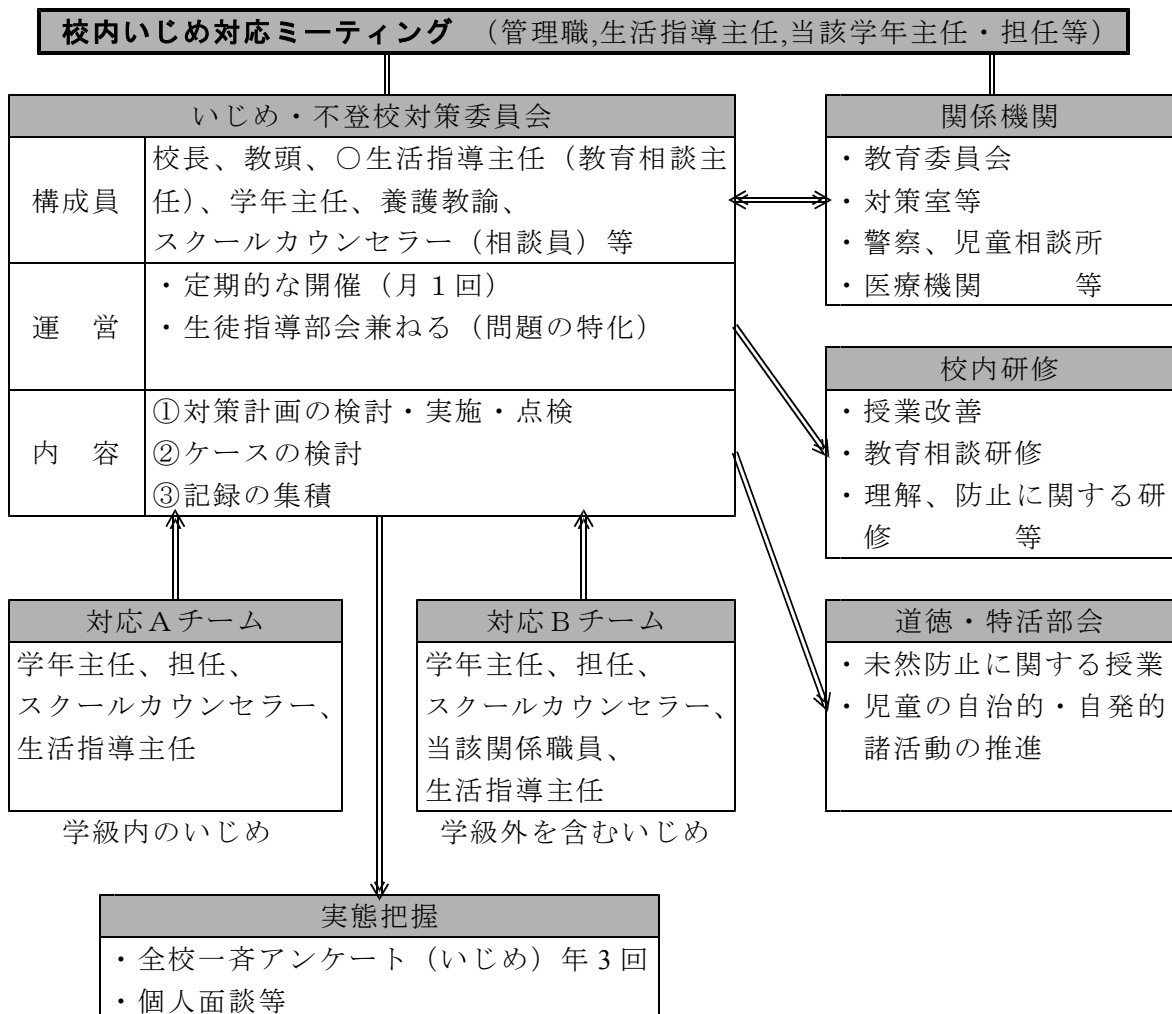 校内いじめ対応ミーティング （管理職,生活指導主任,当該学年主任・担任等）
いじめ・不登校対策委員会
構成員
校長、教頭、○生活指導主任（教育相談主
任）、学年主任、養護教諭、
スクールカウンセラー（相談員）等
運　営
・定期的な開催（月１回）
・生徒指導部会兼ねる（問題の特化）
内　容
①対策計画の検討・実施・点検
②ケースの検討
③記録の集積
関係機関
・教育委員会
・対策室等
・警察、児童相談所
・医療機関　　　等
校内研修
・授業改善
・教育相談研修
・理解、防止に関する研
修　　　　等
道徳・特活部会
・未然防止に関する授業
・児童の自治的・自発的
諸活動の推進
対応Ａチーム
学年主任、担任、
スクールカウンセラー、
生活指導主任
学級内のいじめ
対応Ｂチーム
学年主任、担任、
スクールカウンセラー、
当該関係職員、
生活指導主任
学級外を含むいじめ
実態把握
・全校一斉アンケート（いじめ）年３回
・個人面談等